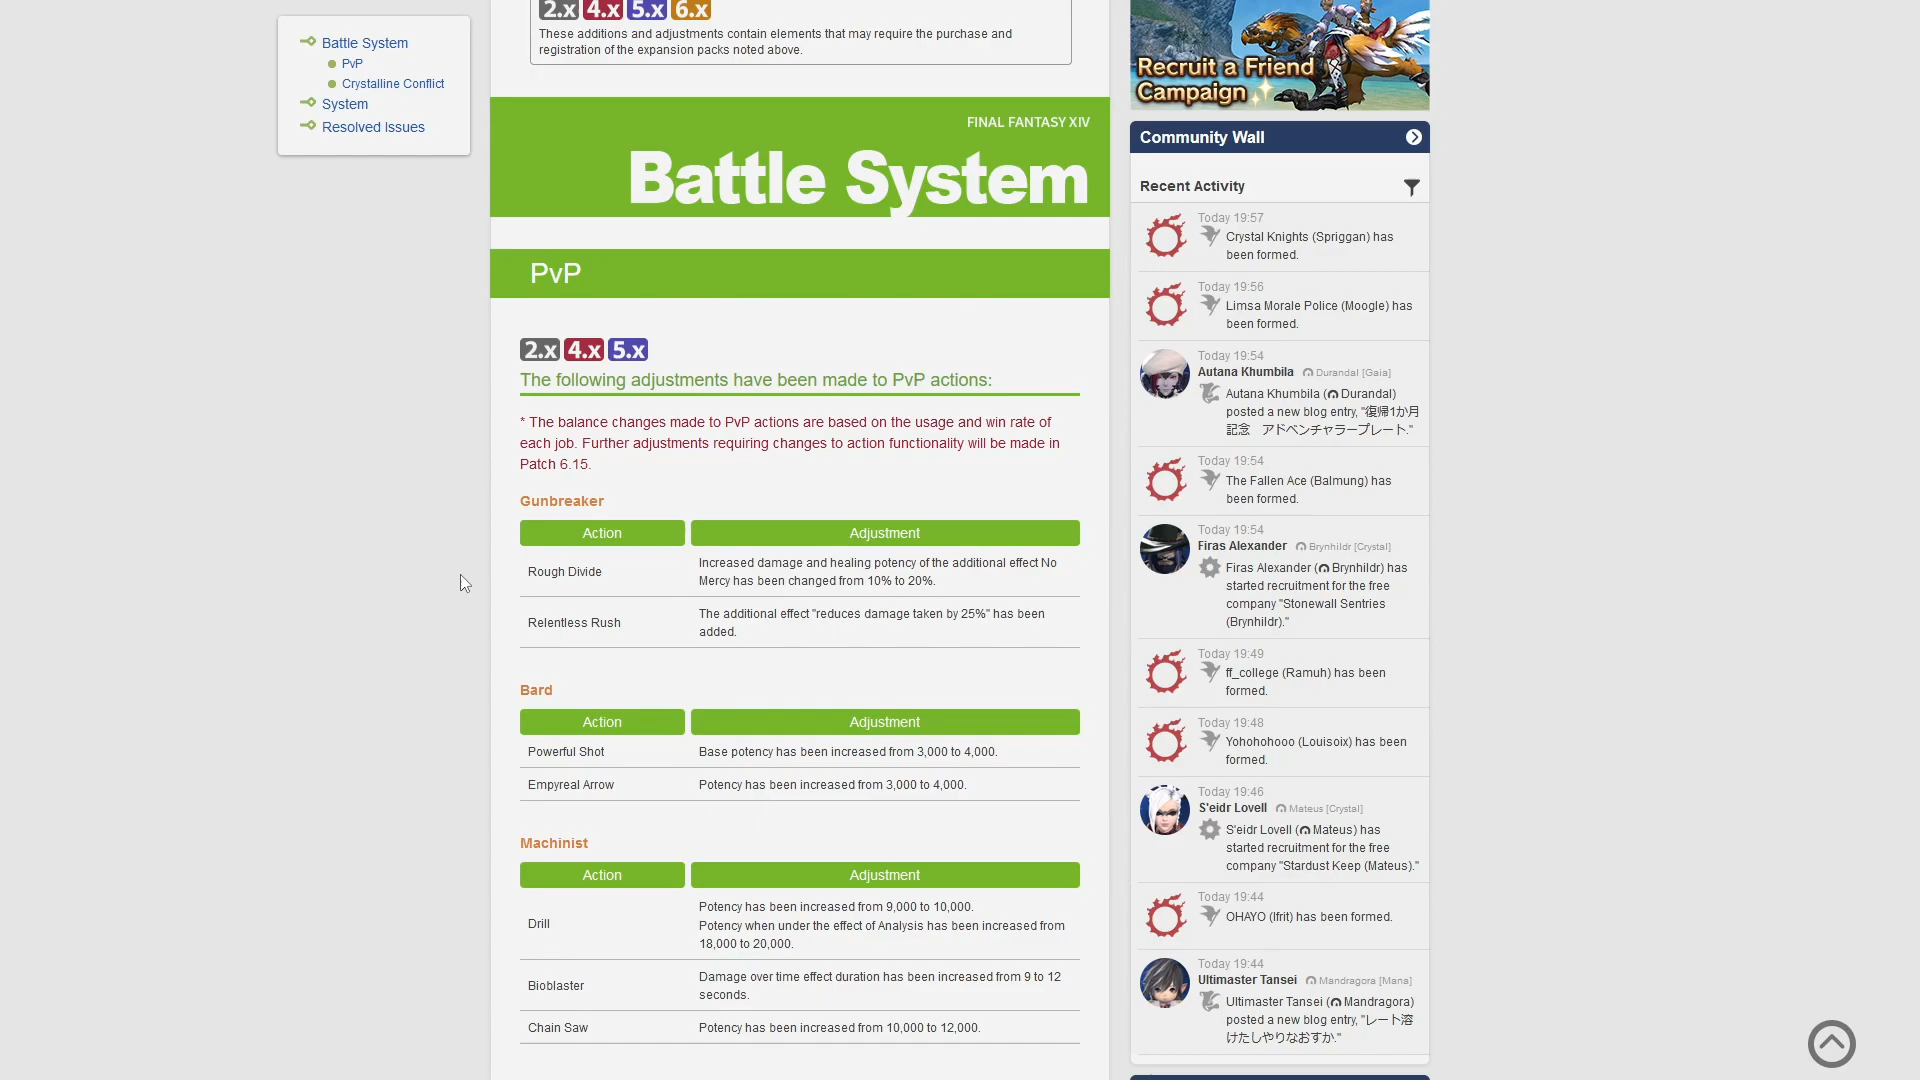 Battle System
PvP
Crystalline Conflict
System
Resolved Issues
2.x 4.x 5.x 6.x
These additions and adjustments contain elements that may require the purchase and
registration of the expansion packs noted above.
FINAL FANTASY XIV
Battle System
PvP
2.x 4.x 5.x
The following adjustments have been made to PvP actions:
* The balance changes made to PvP actions are based on the usage and win rate of
each job. Further adjustments requiring changes to action functionality will be made in
Patch 6.15.
Gunbreaker
Action Adjustment
Rough Divide
Increased damage and healing potency of the additional effect No
Mercy has been changed from 10% to 20%.
Relentless Rush
The additional effect "reduces damage taken by 25%" has been
added.
Bard
Action Adjustment
Powerful Shot Base potency has been increased from 3,000 to 4,000.
Empyreal Arrow Potency has been increased from 3,000 to 4,000.
Machinist
Action Adjustment
Drill
Potency has been increased from 9,000 to 10,000.
Potency when under the effect of Analysis has been increased from
18,000 to 20,000.
Bioblaster
Damage over time effect duration has been increased from 9 to 12
seconds.
Chain Saw Potency has been increased from 10,000 to 12,000.
Recruit a Friend
Campaign
Community Wall
Recent Activity
Today 19:57
Crystal Knights (Spriggan) has
been formed.
Today 19:56
Limsa Morale Police (Moogle) has
been formed.
Today 19:54
Autana Khumbila Durandal [Gaia]
Autana Khumbila (Durandal)
posted a new blog entry, "復帰1か月
記念　アドベンチャラープレート."
Today 19:54
The Fallen Ace (Balmung) has
been formed.
Today 19:54
Firas Alexander Brynhildr [Crystal]
Firas Alexander (Brynhildr) has
started recruitment for the free
company "Stonewall Sentries
(Brynhildr)."
Today 19:49
ff_college (Ramuh) has been
formed.
Today 19:48
Yohohohooo (Louisoix) has been
formed.
Today 19:46
S'eidr Lovell Mateus [Crystal]
S'eidr Lovell (Mateus) has
started recruitment for the free
company "Stardust Keep (Mateus)."
Today 19:44
OHAYO (Ifrit) has been formed.
Today 19:44
Ultimaster Tansei Mandragora [Mana]
Ultimaster Tansei (Mandragora)
posted a new blog entry, "レート溶
けたしやりなおすか."